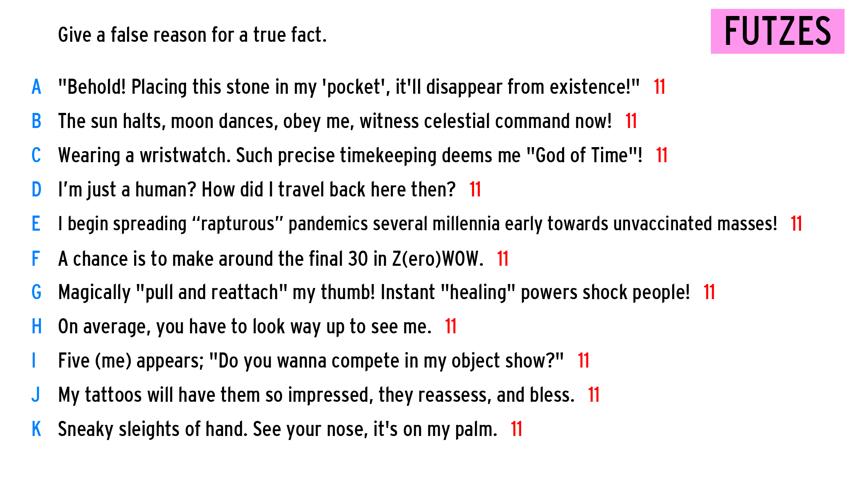 Give a false reason for a true fact.
FUTZES
A "Behold! Placing this stone in my 'pocket', it'll disappear from existence!" 11
B The sun halts, moon dances, obey me, witness celestial command now! 11
C Wearing a wristwatch. Such precise timekeeping deems me "God of Time"! 11
D I’m just a human? How did I travel back here then? 11
E I begin spreading “rapturous” pandemics several millennia early towards unvaccinated masses! 11
F A chance is to make around the final 30 in Z(ero)WOW. 11
G Magically "pull and reattach" my thumb! Instant "healing" powers shock people! 11
H On average, you have to look way up to see me. 11
I Five (me) appears; "Do you wanna compete in my object show?" 11
J My tattoos will have them so impressed, they reassess, and bless. 11
K Sneaky sleights of hand. See your nose, it's on my palm. 11